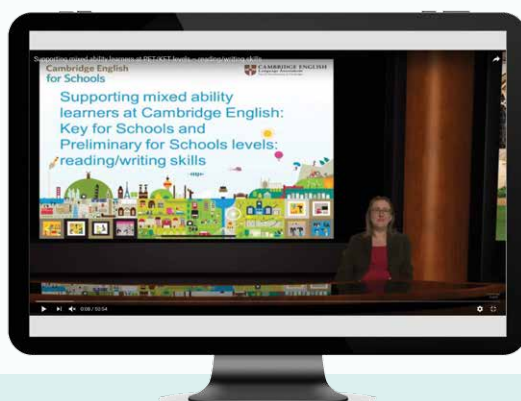 Supporting mixed ability learners at PET/KET levels – reading/writing skills
Cambridge English
for Schools
CAMBRIDGE ENGLISH
Language Assessment
Supporting mixed ability
learners at Cambridge English:
Key for Schools and
Preliminary for Schools levels:
reading/writing skills
0:08 / 50:54